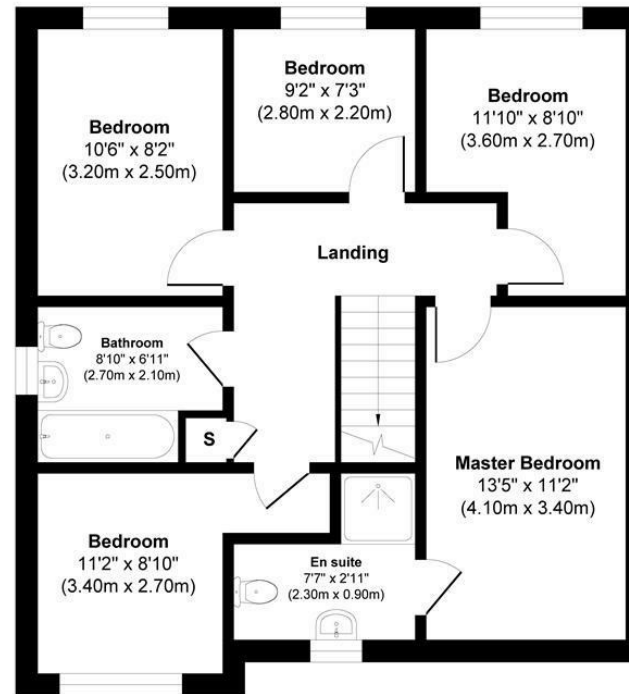 Bedroom
10'6" x 8'2"
(3.20m x 2.50m)
Bedroom
9'2" x 7'3"
(2.80m x 2.20m)
Bedroom
11'10" x 8'10"
(3.60m x 2.70m)
Landing
Bathroom
8'10" x 6'11"
(2.70m x 2.10m)
S
Master Bedroom
13'5" x 11'2"
(4.10m x 3.40m)
Bedroom
11'2" x 8'10"
(3.40m x 2.70m)
En suite
7'7" x 2'11"
(2.30m x 0.90m)